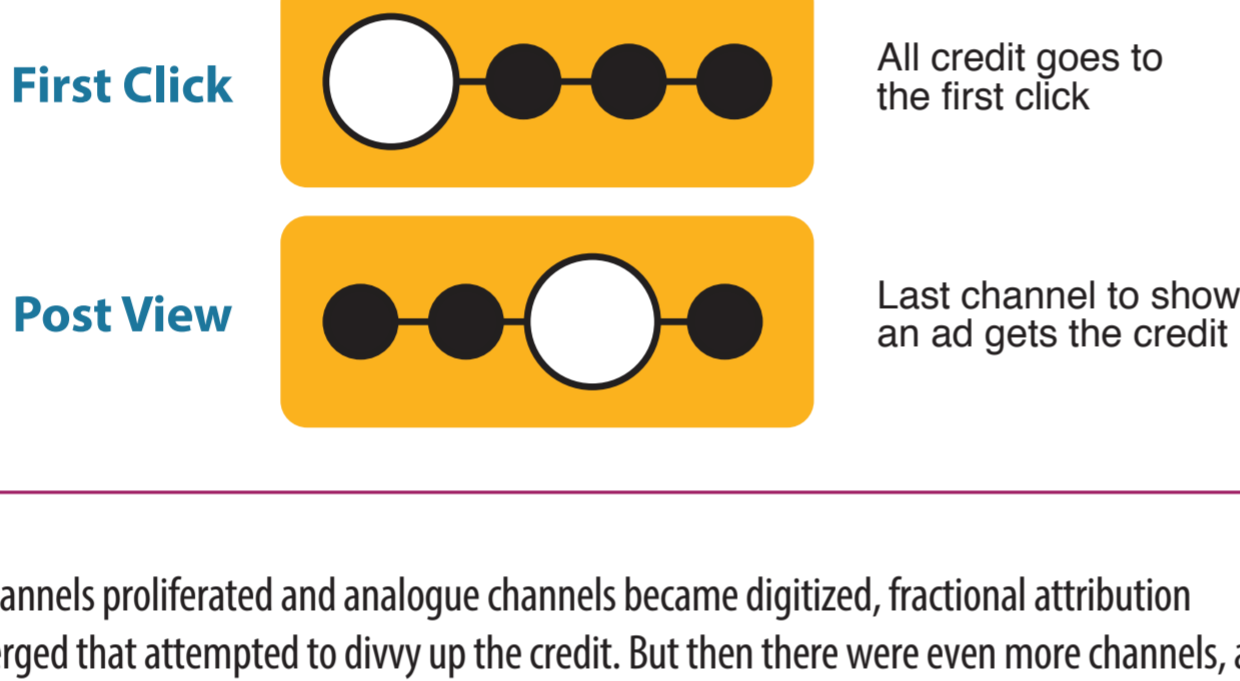 First Click
All credit goes to
the first click
Post View
Last channel to show
an ad gets the credit
proliferated and analogue channels became digitized, fractional attribution
that attempted to divvy up the credit. But then there were even more channels,